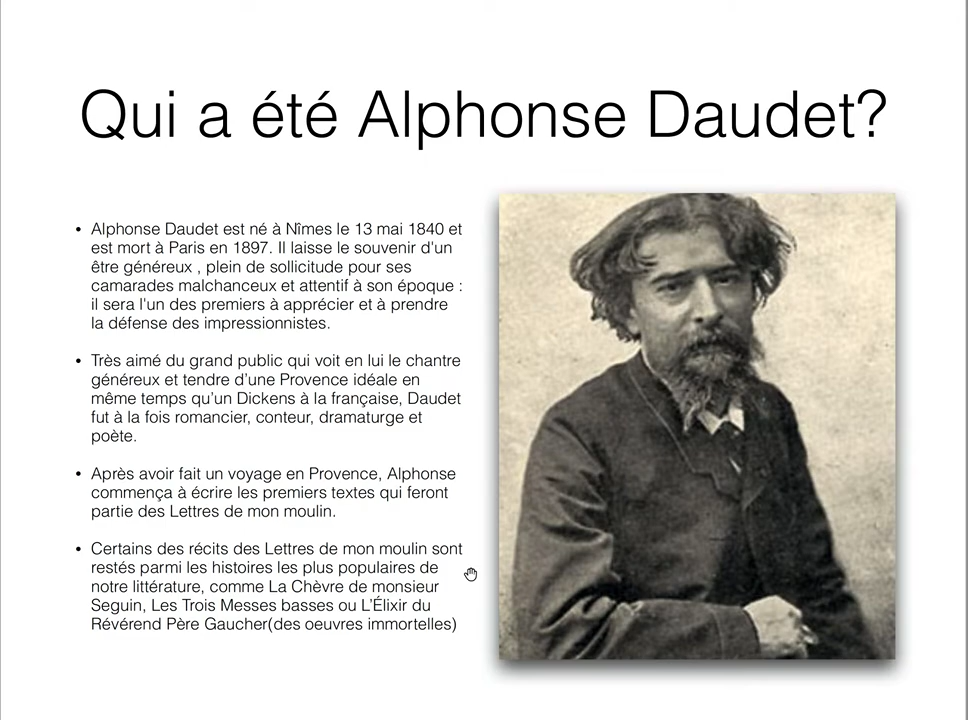 Qui a été Alphonse Daudet?
• Alphonse Daudet est né à Nîmes le 13 mai 1840 et
est mort à Paris en 1897. Il laisse le souvenir d'un
être généreux , plein de sollicitude pour ses
camarades malchanceux et attentif à son époque :
il sera l'un des premiers à apprécier et à prendre
la défense des impressionnistes.
• Très aimé du grand public qui voit en lui le chantre
généreux et tendre d’une Provence idéale en
même temps qu’un Dickens à la française, Daudet
fut à la fois romancier, conteur, dramaturge et
poète.
• Après avoir fait un voyage en Provence, Alphonse
commença à écrire les premiers textes qui feront
partie des Lettres de mon moulin.
• Certains des récits des Lettres de mon moulin sont
restés parmi les histoires les plus populaires de
notre littérature, comme La Chèvre de monsieur
Seguin, Les Trois Messes basses ou L’Élixir du
Révérend Père Gaucher(des oeuvres immortelles)